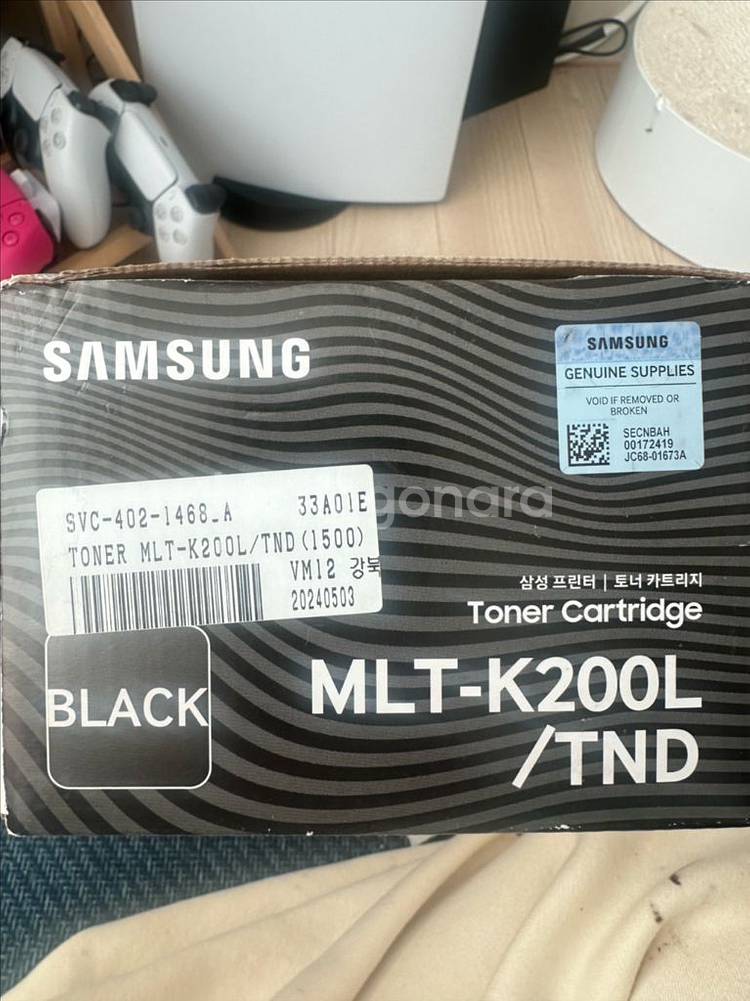 SAMSUNG
SAMSUNG
GENUINE SUPPLIES
VOID IF REMOVED OR
BROKEN
SECNBAH
00172419
JC68-01673A
SVC-402-1468_A 33A01E
TONER MLT-K200L/TND(1500)
VM12 강북
20240503
gonara
삼성 프린터 | 토너 카트리지
Toner Cartridge
BLACK
MLT-K200L
/TND